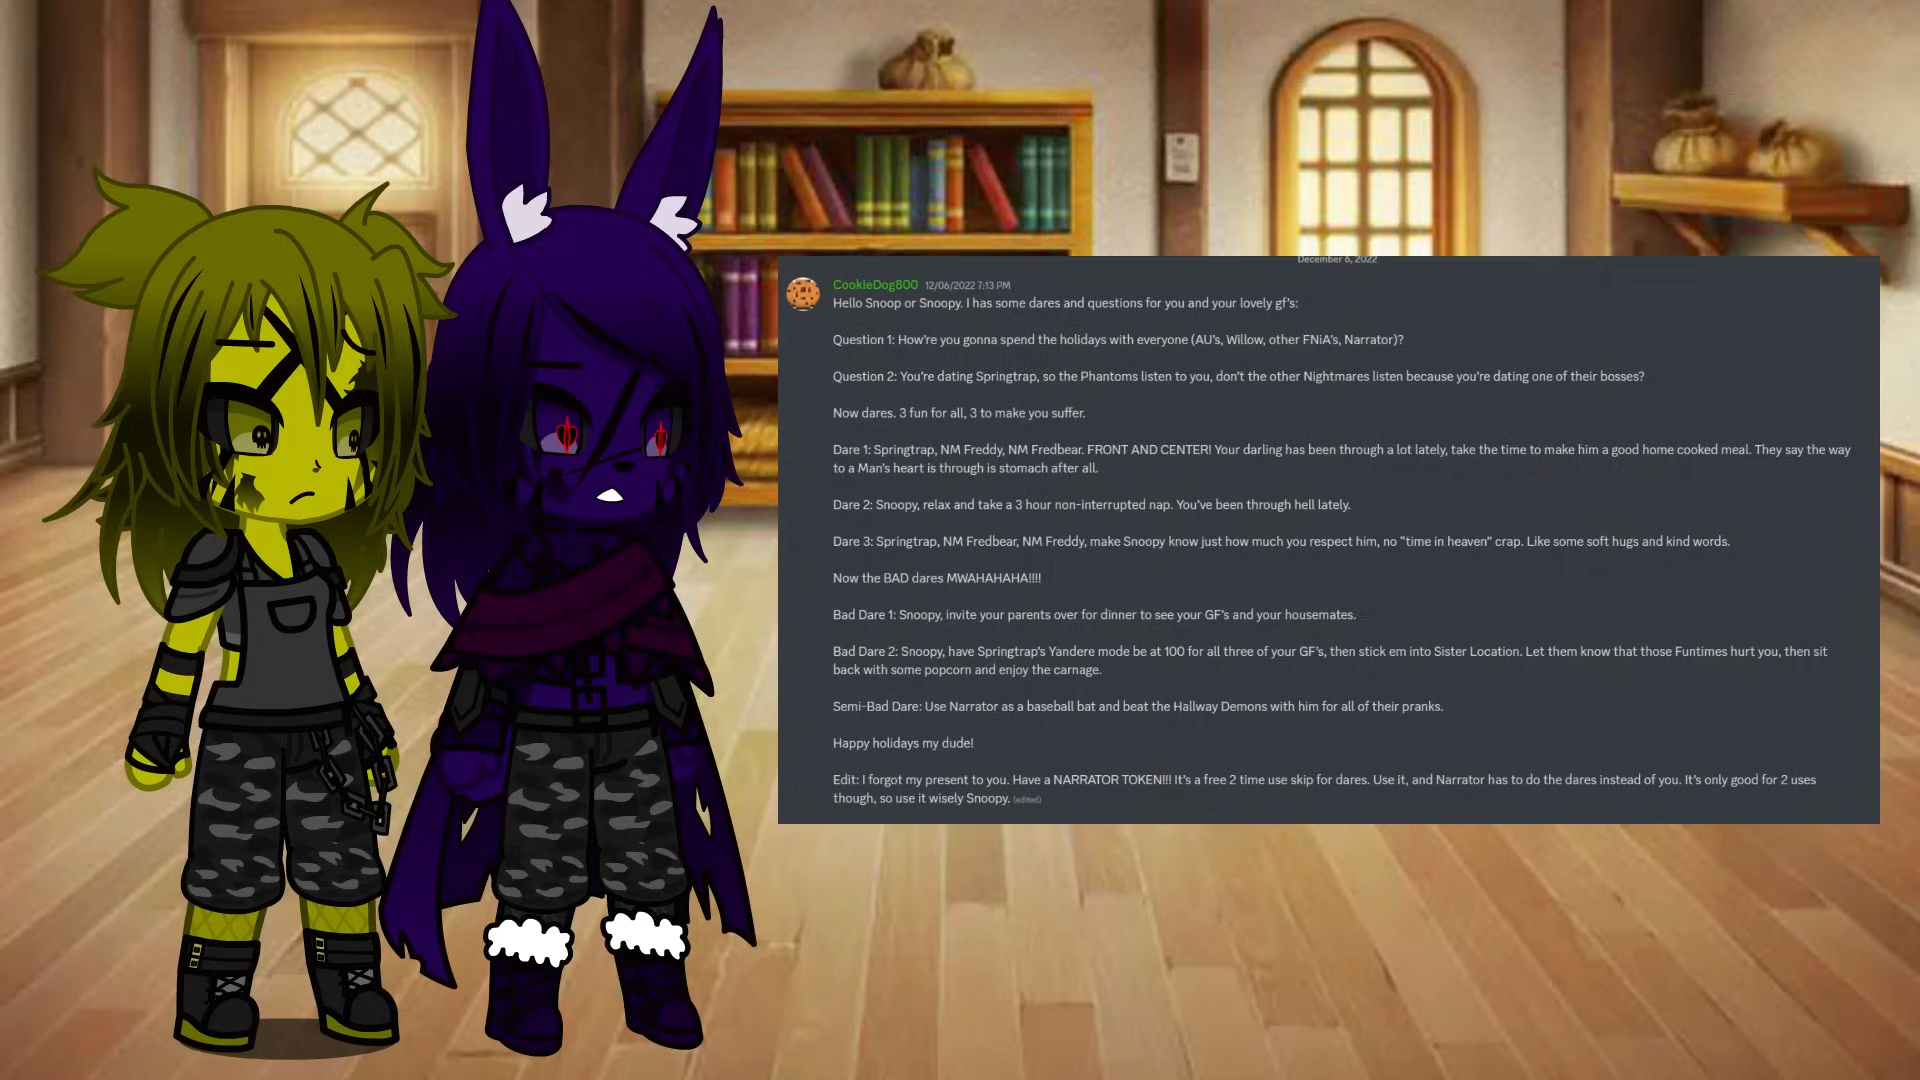 December 6, 2022
CookieDog800 12/06/2022 7:13 PM
Hello Snoop or Snoopy. I has some dares and questions for you and your lovely gf's:
Question 1: How're you gonna spend the holidays with everyone (AU's, Willow, other FNiA's, Narrator)?
Question 2: You're dating Springtrap, so the Phantoms listen to you, don't the other Nightmares listen because you're dating one of their bosses?
Now dares. 3 fun for all, 3 to make you suffer.
Dare 1: Springtrap, NM Freddy, NM Fredbear. FRONT AND CENTER! Your darling has been through a lot lately, take the time to make him a good home cooked meal. They say the way
to a Man's heart is through is stomach after all.
Dare 2: Snoopy, relax and take a 3 hour non-interrupted nap. You've been through hell lately.
Dare 3: Springtrap, NM Fredbear, NM Freddy, make Snoopy know just how much you respect him, no "time in heaven" crap. Like some soft hugs and kind words.
Now the BAD dares MWAHAHAHA!!!!
Bad Dare 1: Snoopy, invite your parents over for dinner to see your GF's and your housemates.
Bad Dare 2: Snoopy, have Springtrap's Yandere mode be at 100 for all three of your GF's, then stick em into Sister Location. Let them know that those Funtimes hurt you, then sit
back with some popcorn and enjoy the carnage.
Semi-Bad Dare: Use Narrator as a baseball bat and beat the Hallway Demons with him for all of their pranks.
Happy holidays my dude!
Edit: I forgot my present to you. Have a NARRATOR TOKEN!!! It's a free 2 time use skip for dares. Use it, and Narrator has to do the dares instead of you. It's only good for 2 uses
though, so use it wisely Snoopy. (edited)